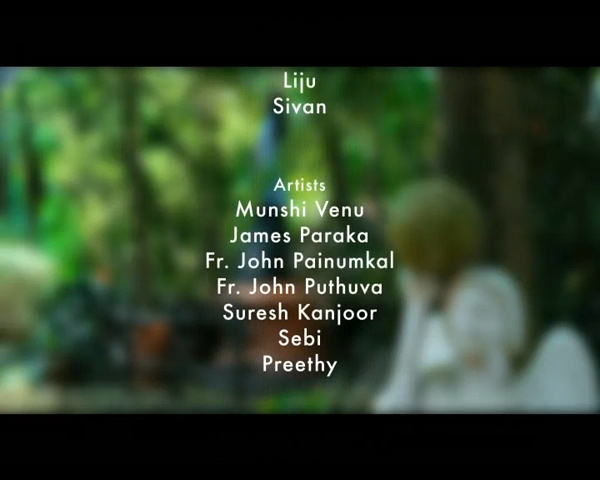 Liju
Sivan
Artists
Munshi Venu
James Paraka
Fr. John Painumkal
Fr. John Puthuva
Suresh Kanjoor
Sebi
Preethy